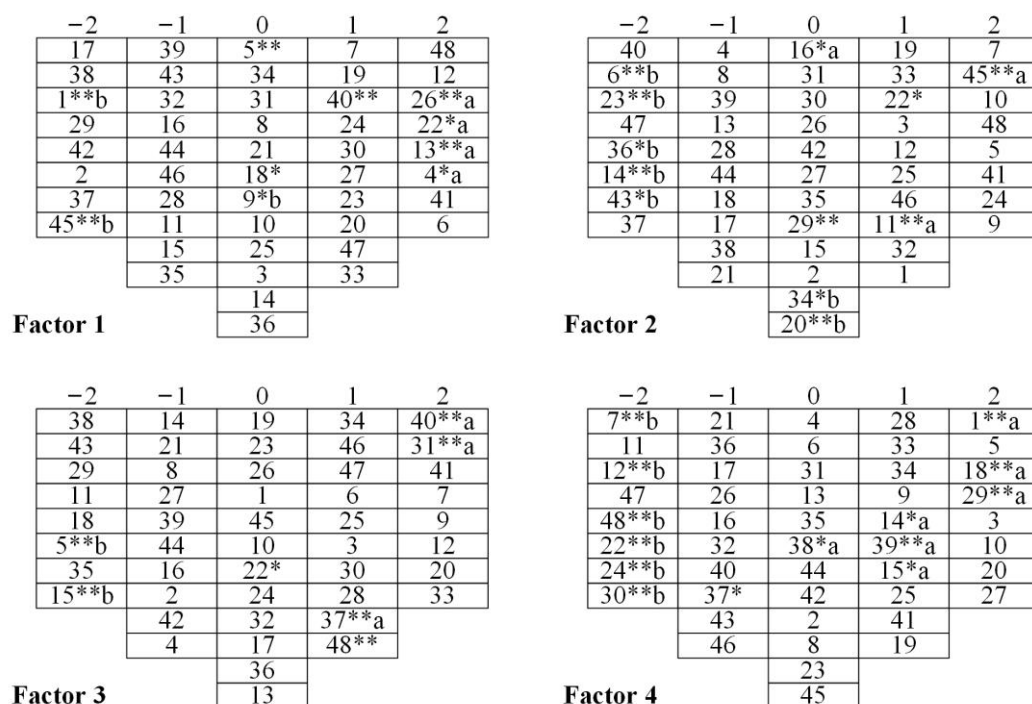 −2 −1 0 1 2
17 39 5** 7 48
38 43 34 19 12
1**b 32 31 40** 26**a
29 16 8 24 22*a
42 44 21 30 13**a
2 46 18* 27 4*a
37 28 9*b 23 41
45**b 11 10 20 6
15 25 47
35 3 33
14
Factor 1 36
−2 −1 0 1 2
40 4 16*a 19 7
6**b 8 31 33 45**a
23**b 39 30 22* 10
47 13 26 3 48
36*b 28 42 12 5
14**b 44 27 25 41
43*b 18 35 46 24
37 17 29** 11**a 9
38 15 32
21 2 1
34*b
Factor 2 20**b
−2 −1 0 1 2
38 14 19 34 40**a
43 21 23 46 31**a
29 8 26 47 41
11 27 1 6 7
18 39 45 25 9
5**b 44 10 3 12
35 16 22* 30 20
15**b 2 24 28 33
42 32 37**a
4 17 48**
36
Factor 3 13
−2 −1 0 1 2
7**b 21 4 28 1**a
11 36 6 33 5
12**b 17 31 34 18**a
47 26 13 9 29**a
48**b 16 35 14*a 3
22**b 32 38*a 39**a 10
24**b 40 44 15*a 20
30**b 37* 42 25 27
43 2 41
46 8 19
23
Factor 4 45